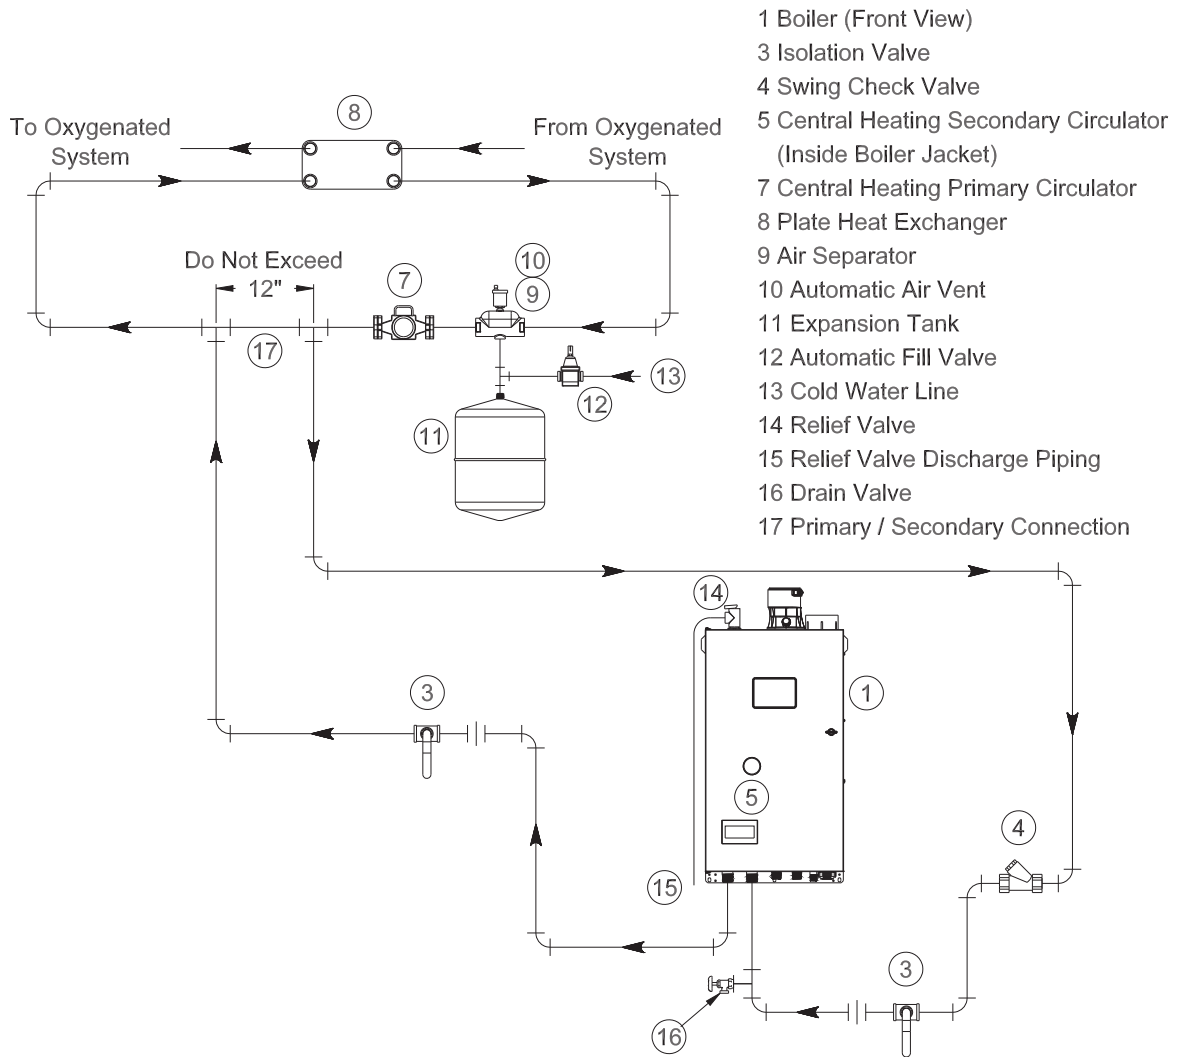 1 Boiler (Front View)
3 Isolation Valve
4 Swing Check Valve
5 Central Heating Secondary Circulator
(Inside Boiler Jacket)
7 Central Heating Primary Circulator
8 Plate Heat Exchanger
9 Air Separator
10 Automatic Air Vent
11 Expansion Tank
12 Automatic Fill Valve
13 Cold Water Line
14 Relief Valve
15 Relief Valve Discharge Piping
16 Drain Valve
17 Primary / Secondary Connection
8
To Oxygenated
System
From Oxygenated
System
Do Not Exceed
12"
7
10
9
17
13
12
11
14
3
1
5
4
15
3
16